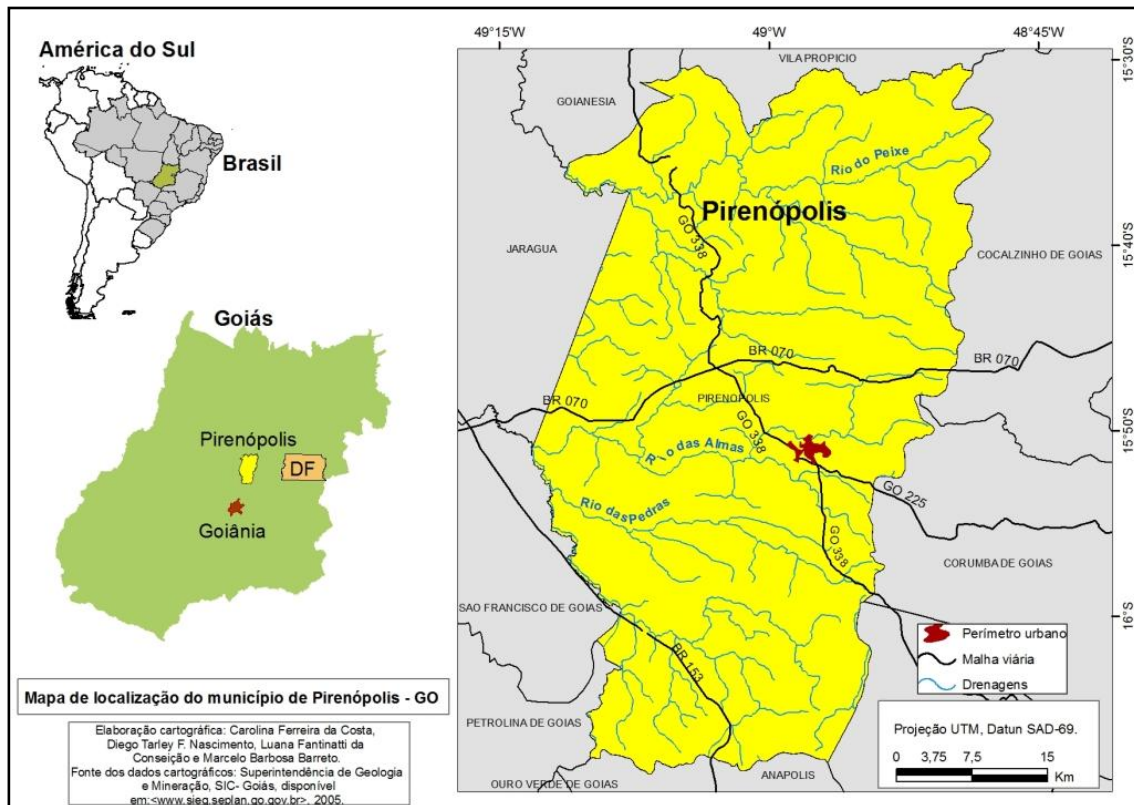 América do Sul
Brasil
Goiás
Pirenópolis
DF
Goiânia
Mapa de localização do município de Pirenópolis - GO
Elaboração cartográfica: Carolina Ferreira da Costa,
Diego Tarley F. Nascimento, Luana Fantinatti da
Conseição e Marcelo Barbosa Barreto.
Fonte dos dados cartográficos: Superintendência de Geologia
e Mineração, SIC- Goiás, disponível
em:<www.sieg.seplan.go.gov.br>, 2005.
49°15'W
49°0'W
48°45'W
15°30'S
15°40'S
15°50'S
16°S
VILA PROPICIO
GOIANESIA
Rio do Peixe
Pirenópolis
GO 338
JARAGUA
COCALZINHO DE GOIAS
BR 070
BR 070
BR 070
PIRENOPOLIS
GO 338
R o das Almas
GO 225
Rio dasPedras
GO 338
CORUMBA DE GOIAS
SAO FRANCISCO DE GOIAS
BR 153
PETROLINA DE GOIAS
OURO VERDE DE GOIAS
ANAPOLIS
Perímetro urbano
Malha viária
Drenagens
Projeção UTM, Datun SAD-69.
0 3,75 7,5 15
Km